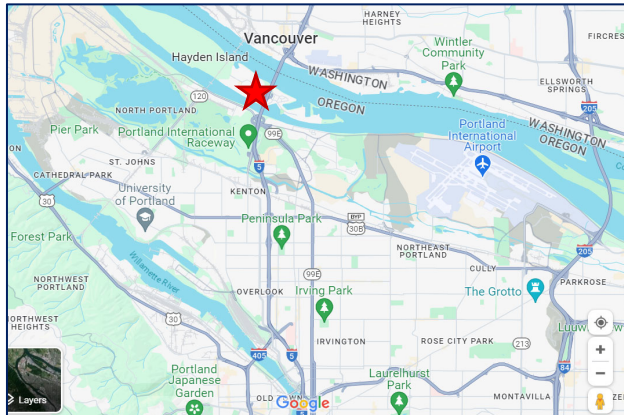 HARNEY
HEIGHTS
Vancouver
FIRCRES
Hayden Island
Wintler
Community
Park
WASHINGTON
OREGON
ELLSWORTH
SPRINGS
120
NORTH PORTLAND
205
Pier Park
Portland International
Raceway
99E
Portland
International
Airport
WASHINGTON
OREGON
ST. JOHNS
5
ON
CATHEDRAL PARK
University
of Portland
KENTON
30
BYP
30B
Peninsula Park
Forest Park
NORTHEAST
PORTLAND
205
Willamette River
99E
CULLY
NORTHWEST
PORTLAND
OVERLOOK
Irving Park
The Grotto
PARKROSE
30
NORTHWEST
HEIGHTS
IRVINGTON
ROSE CITY PARK
213
405
5
84
Layers
Portland
Japanese
Garden
Laurelhurst
Park
OLD
Google
MONTAVILLA